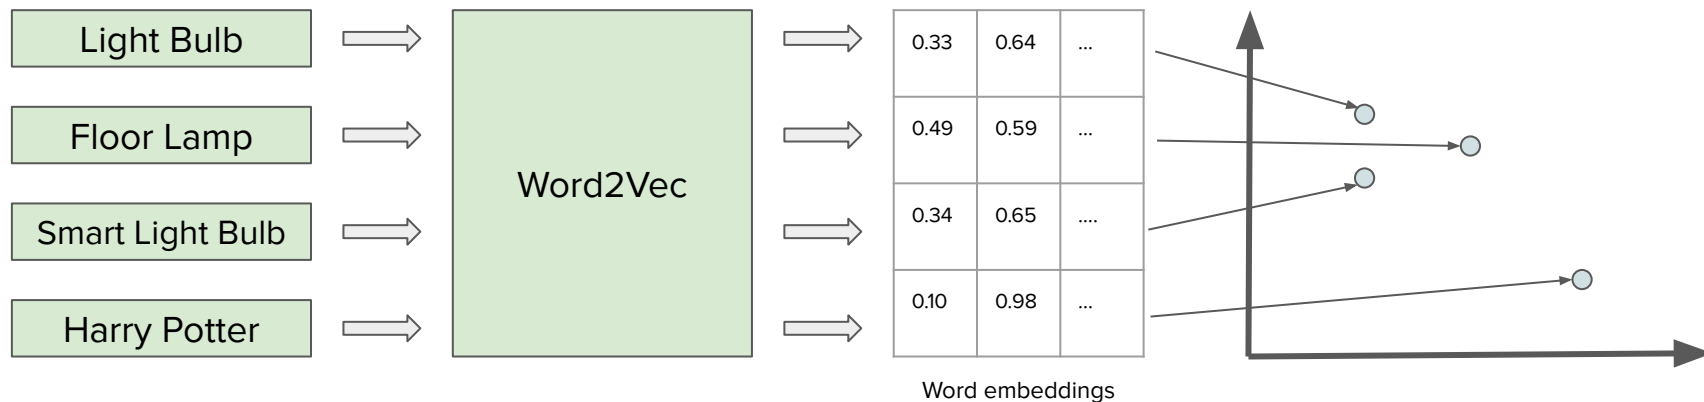 Light Bulb
Floor Lamp
Smart Light Bulb
Harry Potter
Word2Vec
0.33 0.64 ...
0.49 0.59 ...
0.34 0.65 ....
0.10 0.98 ...
Word embeddings